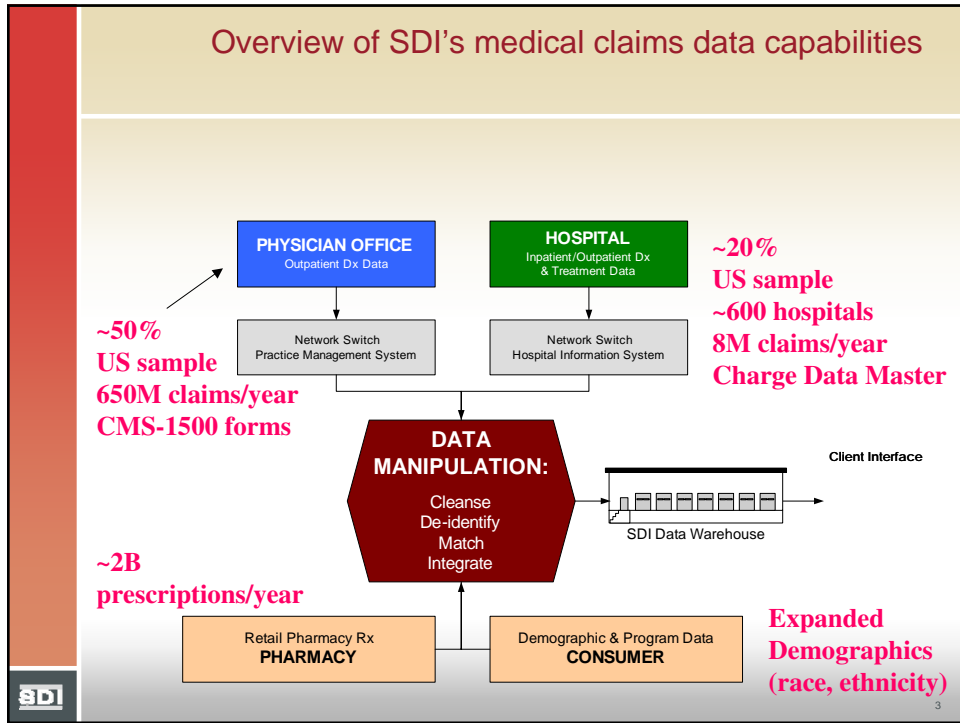 Overview of SDI's medical claims data capabilities
PHYSICIAN OFFICE
Outpatient Dx Data
HOSPITAL
Inpatient/Outpatient Dx
& Treatment Data
~20%
US sample
~600 hospitals
8M claims/year
Charge Data Master
~50%
US sample
650M claims/year
CMS-1500 forms
Network Switch
Practice Management System
Network Switch
Hospital Information System
DATA
MANIPULATION:
Cleanse
De-identify
Match
Integrate
Client Interface
SDI Data Warehouse
~2B
prescriptions/year
Retail Pharmacy Rx
PHARMACY
Demographic & Program Data
CONSUMER
Expanded
Demographics
(race, ethnicity)
SDI
3